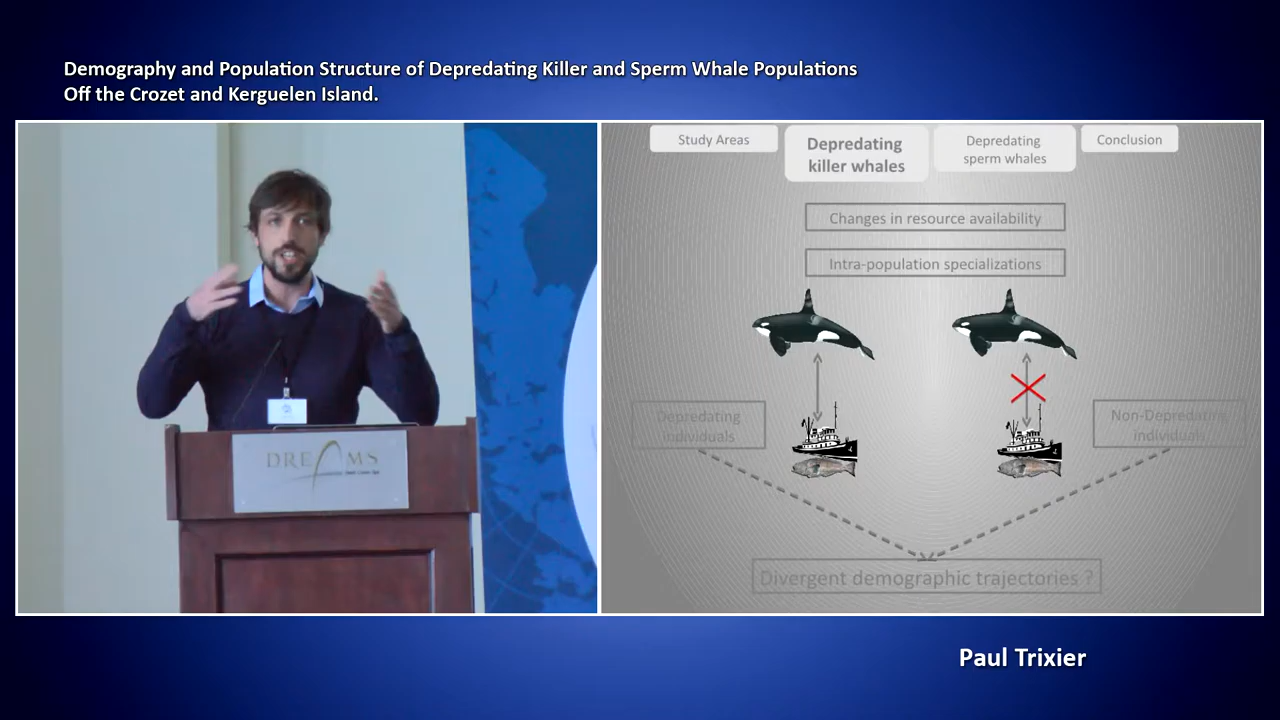 Demography and Population Structure of Depredating Killer and Sperm Whale Populations
Off the Crozet and Kerguelen Island.
DREAMS
Study Areas
Depredating
killer whales
Depredating
sperm whales
Conclusion
Changes in resource availability
Intra-population specializations
Depredating
individuals
Non-Depredating
individuals
Divergent demographic trajectories ?
Paul Trixier